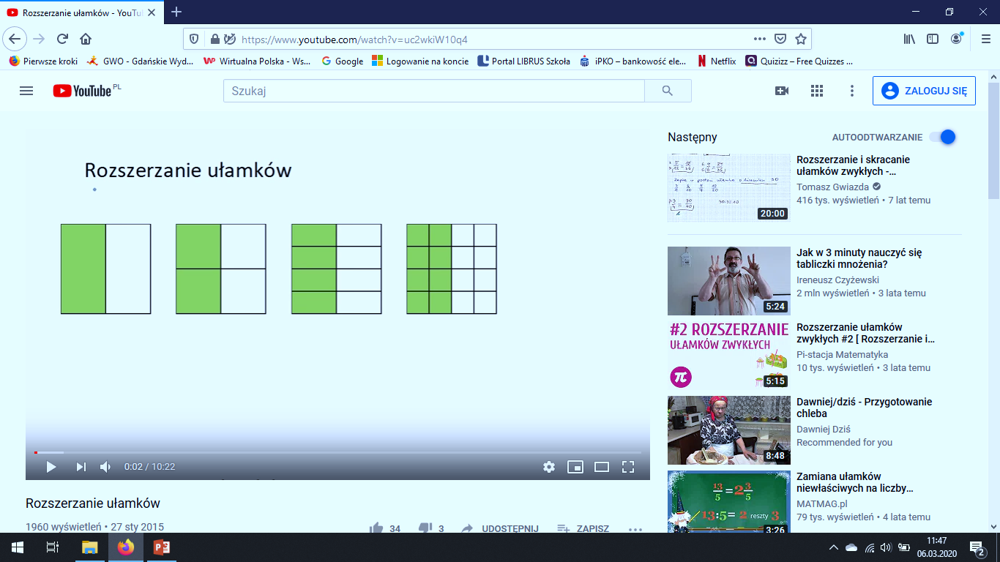 Rozszerzanie ułamków - YouTu
https://www.youtube.com/watch?v=uc2wkiW10q4
Pierwsze kroki
GWO - Gdańskie Wyd...
Wirtualna Polska - Ws...
Google
Logowanie na koncie
Portal LIBRUS Szkoła
iPKO – bankowość ele...
Netflix
Quizizz – Free Quizzes ...
YouTube PL
Szukaj
ZALOGUJ SIĘ
Rozszerzanie ułamków
0:02 / 10:22
Rozszerzanie ułamków
1960 wyświetleń • 27 sty 2015
34
3
UDOSTĘPNIJ
ZAPISZ
Następny
AUTOODTWARZANIE
20:00
Rozszerzanie i skracanie
ułamków zwykłych -...
Tomasz Gwiazda
416 tys. wyświetleń • 7 lat temu
5:24
Jak w 3 minuty nauczyć się
tabliczki mnożenia?
Ireneusz Czyżewski
2 mln wyświetleń • 3 lata temu
#2 ROZSZERZANIE
UŁAMKÓW ZWYKŁYCH
π
5:15
Rozszerzanie ułamków
zwykłych #2 [ Rozszerzanie i...
Pi-stacja Matematyka
10 tys. wyświetleń • 3 lata temu
8:48
Dawniej/dziś - Przygotowanie
chleba
Dawniej Dziś
Recommended for you
13/5 = 2 3/5
13:5= 2 reszty 3
3:26
Zamiana ułamków
niewłaściwych na liczby...
MATMAG.pl
79 tys. wyświetleń • 4 lata temu
11:47
06.03.2020
2